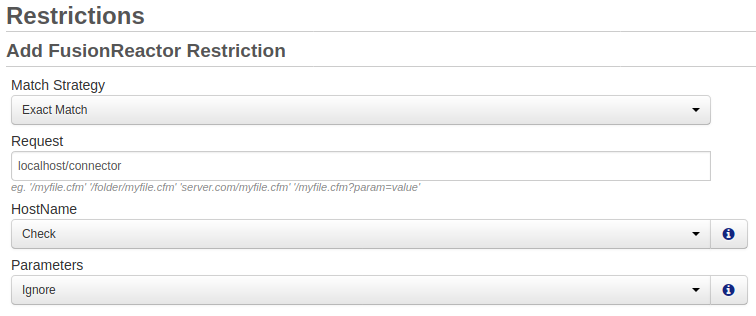 Restrictions
Add FusionReactor Restriction
Match Strategy
Exact Match
Request
localhost/connector
eg. '/myfile.cfm' '/folder/myfile.cfm' 'server.com/myfile.cfm' '/myfile.cfm?param=value'
HostName
Check
Parameters
Ignore